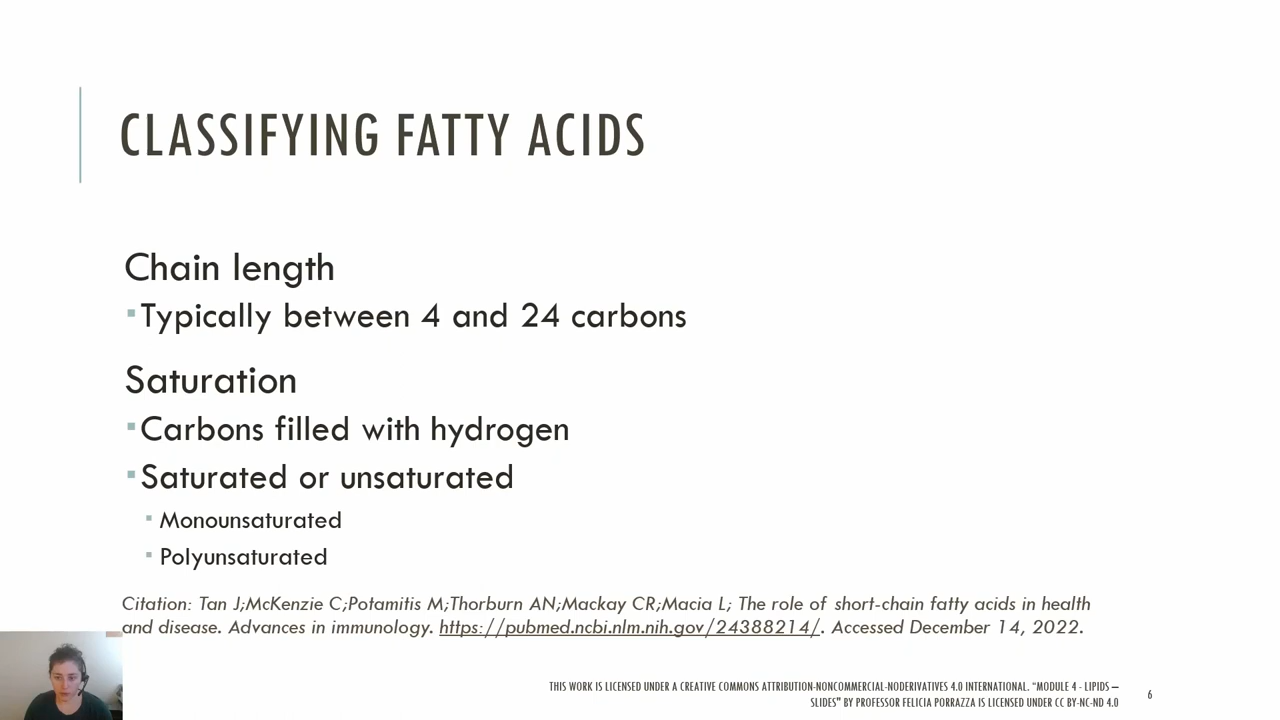 CLASSIFYING FATTY ACIDS
Chain length
Typically between 4 and 24 carbons
Saturation
Carbons filled with hydrogen
Saturated or unsaturated
Monounsaturated
Polyunsaturated
Citation: Tan J;McKenzie C;Potamitis M;Thorburn AN;Mackay CR;Macia L; The role of short-chain fatty acids in health
and disease. Advances in immunology. https://pubmed.ncbi.nlm.nih.gov/24388214/. Accessed December 14, 2022.
THIS WORK IS LICENSED UNDER A CREATIVE COMMONS ATTRIBUTION-NONCOMMERCIAL-NODERIVATIVES 4.0 INTERNATIONAL. "MODULE 4 - LIPIDS –
SLIDES" BY PROFESSOR FELICIA PORRAZZA IS LICENSED UNDER CC BY-NC-ND 4.0
6